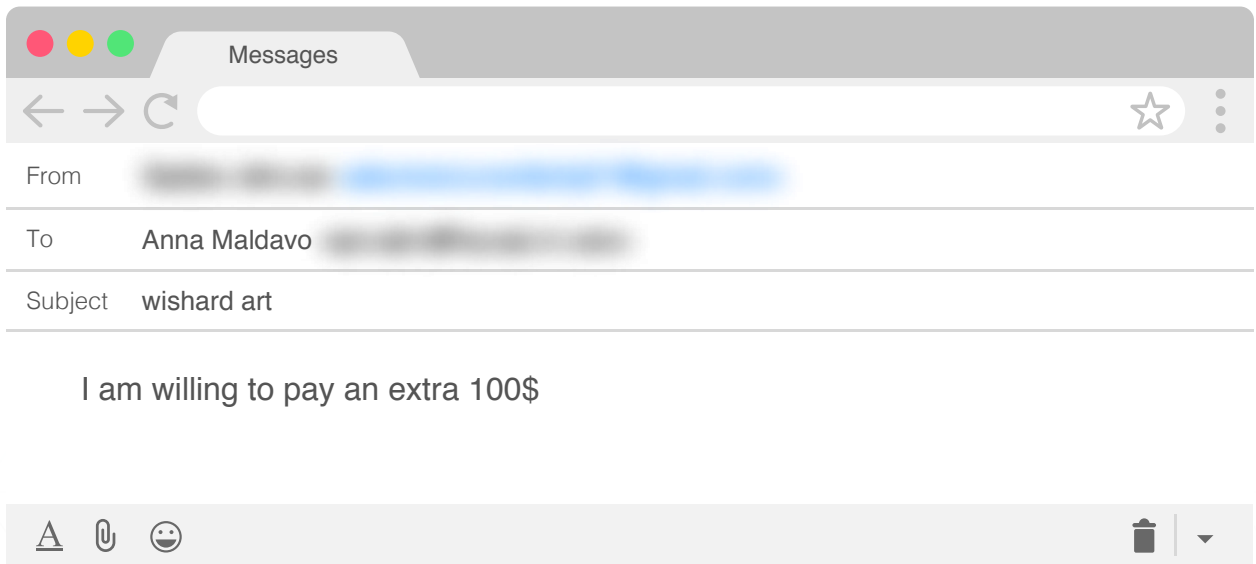 Messages
From
To Anna Maldavo
Subject wishard art
I am willing to pay an extra 100$
A